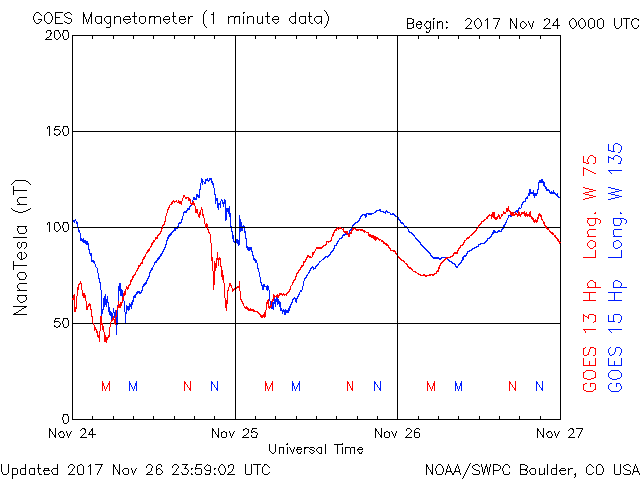 GOES Magnetometer (1 minute data)
Begin: 2017 Nov 24 0000 UTC
200
150
100
50
0
NanoTesla (nT)
M M N N M M N N M M N N
Nov 24 Nov 25 Nov 26 Nov 27
Universal Time
GOES 13 Hp Long. W 75
GOES 15 Hp Long. W 135
Updated 2017 Nov 26 23:59:02 UTC
NOAA/SWPC Boulder, CO USA